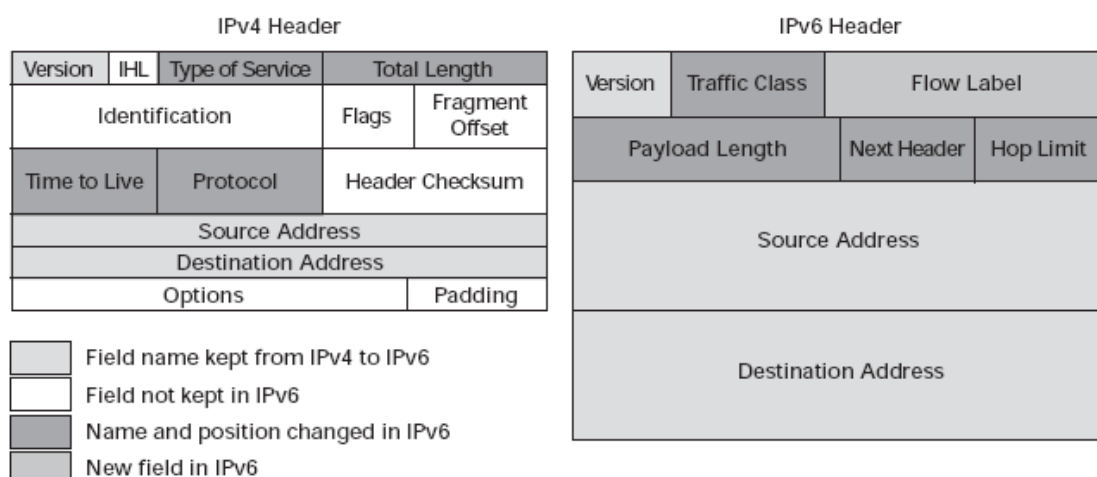 IPv4 Header
Version IHL Type of Service Total Length
Identification Flags Fragment
Offset
Time to Live Protocol Header Checksum
Source Address
Destination Address
Options Padding
Field name kept from IPv4 to IPv6
Field not kept in IPv6
Name and position changed in IPv6
New field in IPv6
IPv6 Header
Version Traffic Class Flow Label
Payload Length Next Header Hop Limit
Source Address
Destination Address